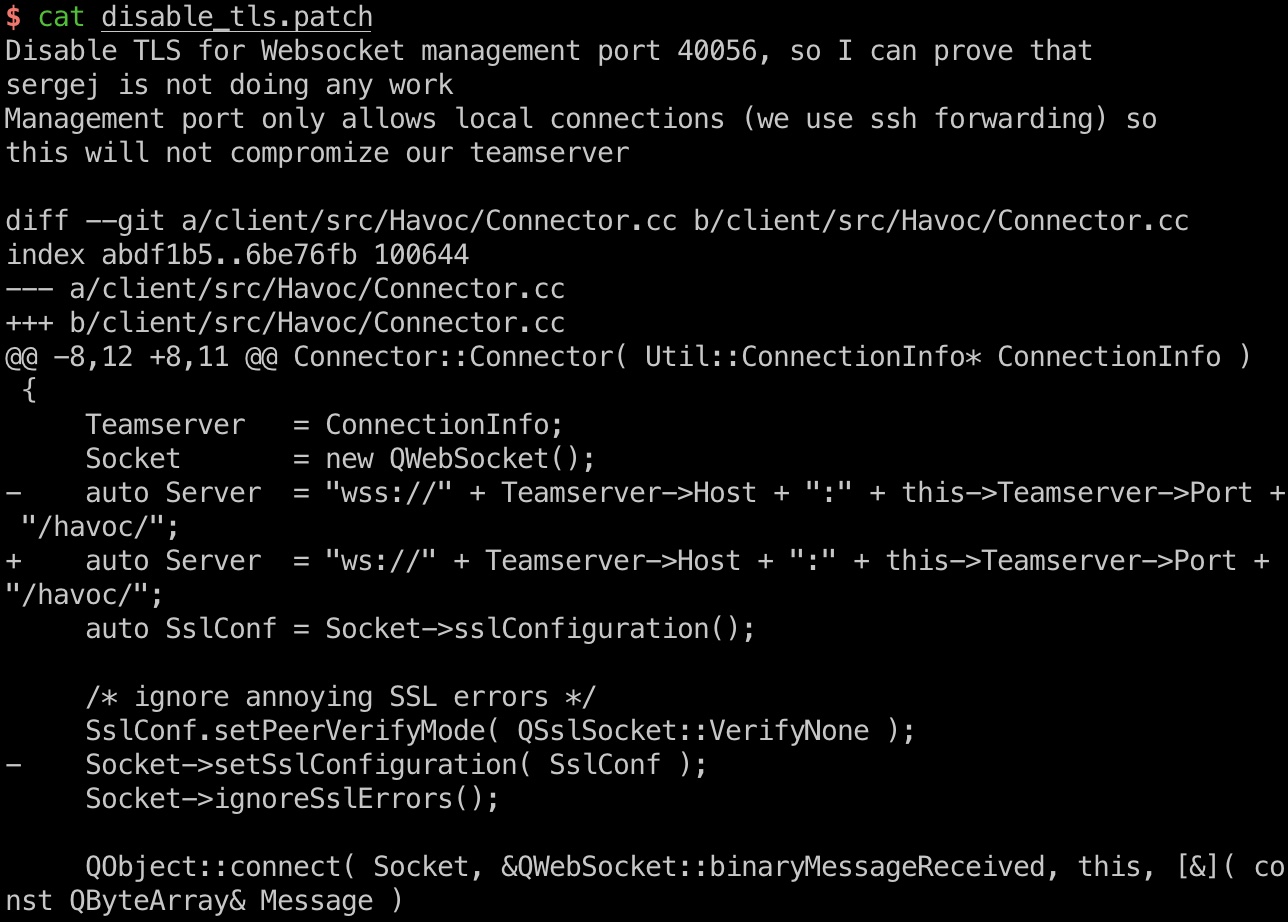 $ cat disable_tls.patch
Disable TLS for Websocket management port 40056, so I can prove that
sergej is not doing any work
Management port only allows local connections (we use ssh forwarding) so
this will not compromize our teamserver

diff --git a/client/src/Havoc/Connector.cc b/client/src/Havoc/Connector.cc
index abdf1b5..6be76fb 100644
--- a/client/src/Havoc/Connector.cc
+++ b/client/src/Havoc/Connector.cc
@@ -8,12 +8,11 @@ Connector::Connector( Util::ConnectionInfo* ConnectionInfo )
 {
     Teamserver   = ConnectionInfo;
     Socket       = new QWebSocket();
-    auto Server  = "wss://" + Teamserver->Host + ":" + this->Teamserver->Port +
 "/havoc/";
+    auto Server  = "ws://" + Teamserver->Host + ":" + this->Teamserver->Port +
"/havoc/";
     auto SslConf = Socket->sslConfiguration();

     /* ignore annoying SSL errors */
     SslConf.setPeerVerifyMode( QSslSocket::VerifyNone );
-    Socket->setSslConfiguration( SslConf );
     Socket->ignoreSslErrors();

     QObject::connect( Socket, &QWebSocket::binaryMessageReceived, this, [&]( co
nst QByteArray& Message )